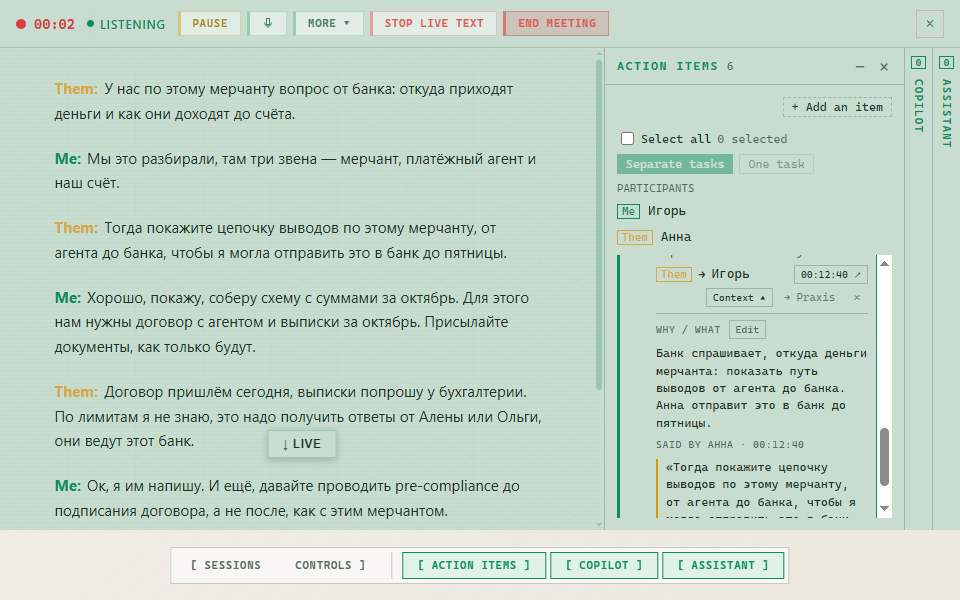 00:02 LISTENING PAUSE MORE ▾ STOP LIVE TEXT END MEETING ×
Them: У нас по этому мерчанту вопрос от банка: откуда приходят
деньги и как они доходят до счёта.
Me: Мы это разбирали, там три звена — мерчант, платёжный агент и
наш счёт.
Them: Тогда покажите цепочку выводов по этому мерчанту, от
агента до банка, чтобы я могла отправить это в банк до пятницы.
Me: Хорошо, покажу, соберу схему с суммами за октябрь. Для этого
нам нужны договор с агентом и выписки за октябрь. Присылайте
документы, как только будут.
Them: Договор пришлём сегодня, выписки попрошу у бухгалтерии.
По лимитам я не знаю, это надо получить ответы от Алены или Ольги,
они ведут этот банк.
↓ LIVE
Me: Ок, я им напишу. И ещё, давайте проводить pre-compliance до
подписания договора, а не после, как с этим мерчантом.
ACTION ITEMS 6 − ×
+ Add an item
Select all 0 selected
Separate tasks One task
PARTICIPANTS
Me Игорь
Them Анна
Them → Игорь 00:12:40 ↗
Context ▴ → Praxis ×
WHY / WHAT Edit
Банк спрашивает, откуда деньги
мерчанта: показать путь
выводов от агента до банка.
Анна отправит это в банк до
пятницы.
SAID BY АННА · 00:12:40
«Тогда покажите цепочку
выводов по этому мерчанту,
от агента до банка, чтобы я
0 COPILOT
0 ASSISTANT
[ SESSIONS CONTROLS ] [ ACTION ITEMS ] [ COPILOT ] [ ASSISTANT ]